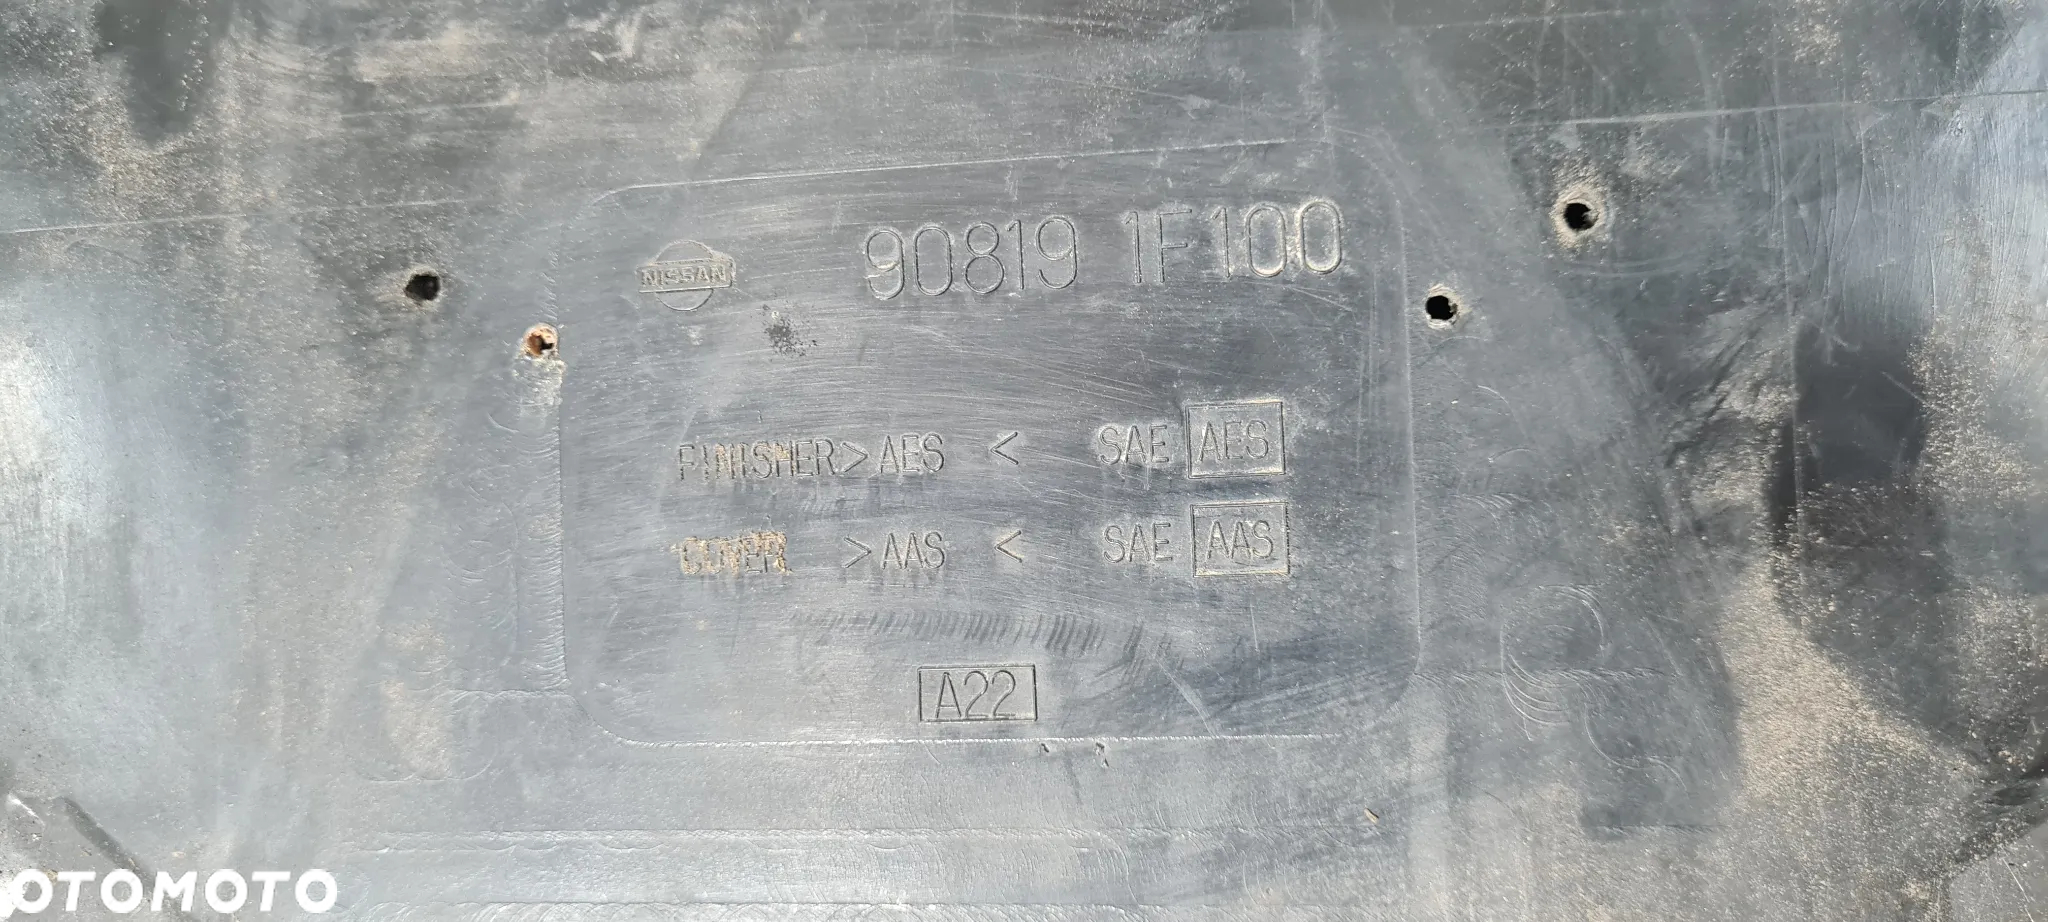 NISSAN 90819 1F100
FINISHER >AES < SAE AES
COVER >AAS < SAE AAS
A22
OTOMOTO